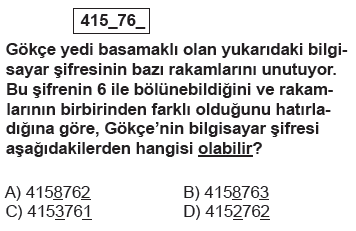 415_76_
Gökçe yedi basamaklı olan yukarıdaki bilgi-
sayar şifresinin bazı rakamlarını unutuyor.
Bu şifrenin 6 ile bölünebildiğini ve rakam-
larının birbirinden farklı olduğunu hatırla-
dığına göre, Gökçe'nin bilgisayar şifresi
aşağıdakilerden hangisi olabilir?
A) 4158762 B) 4158763
C) 4153761 D) 4152762